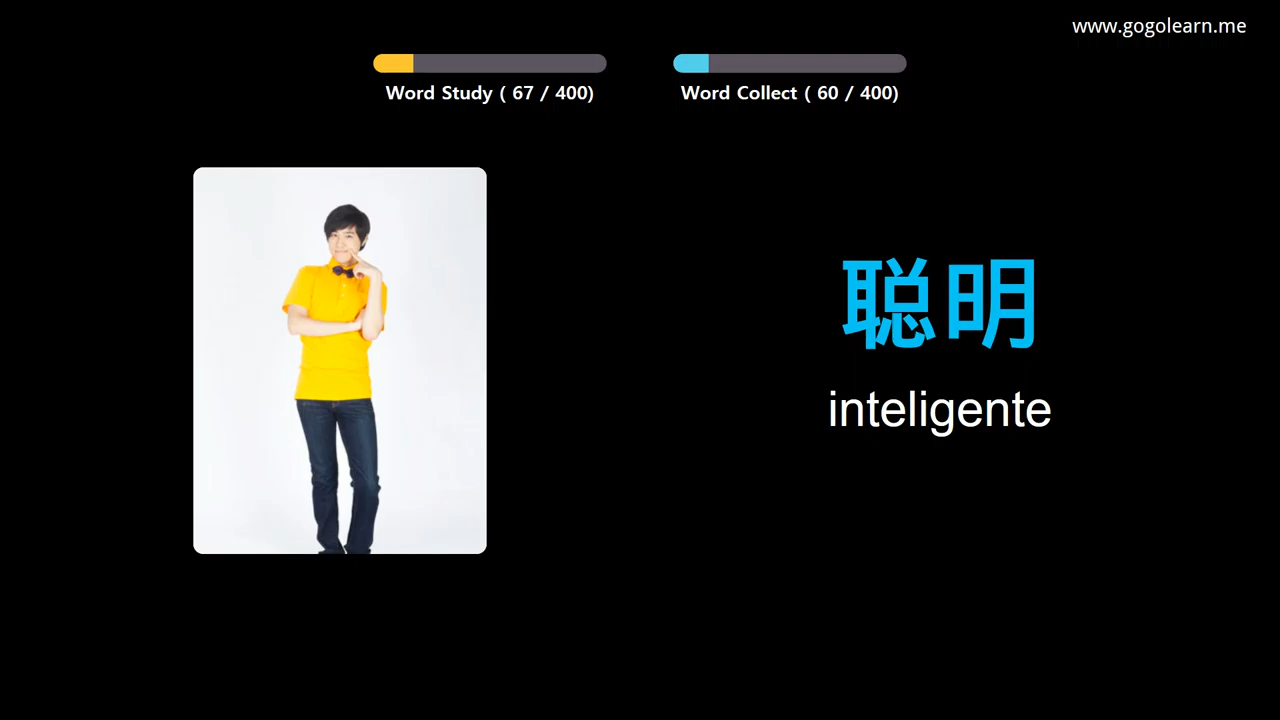 www.gogolearn.me
Word Study ( 67 / 400)
Word Collect ( 60 / 400)
聪明
inteligente